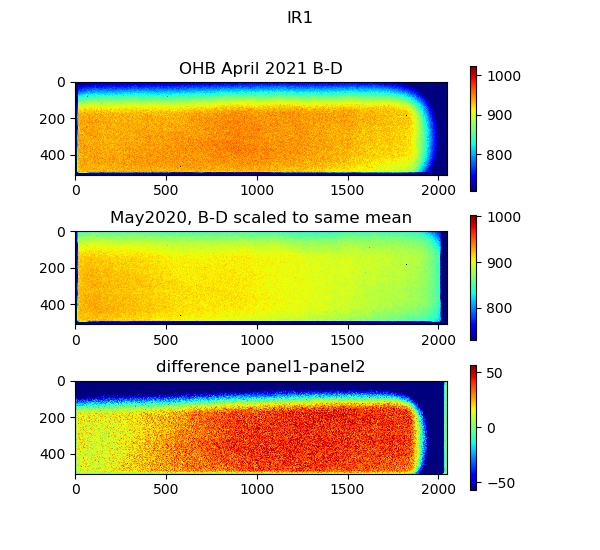 IR1
OHB April 2021 B-D
0
200
400
0 500 1000 1500 2000
1000
900
800
May2020, B-D scaled to same mean
0
200
400
0 500 1000 1500 2000
1000
900
800
difference panel1-panel2
0
200
400
0 500 1000 1500 2000
50
0
−50